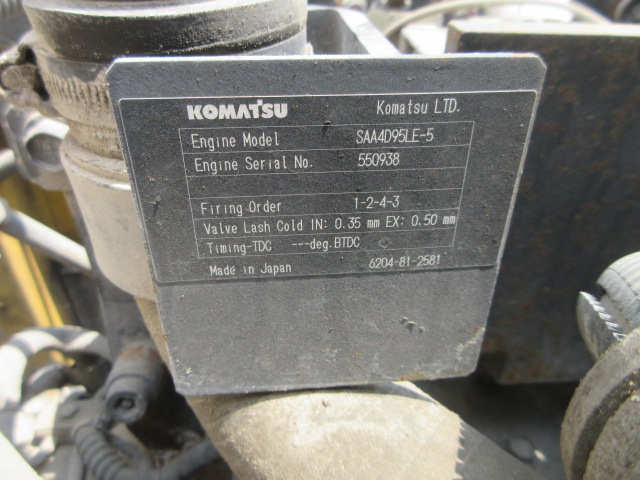 KOMATSU Komatsu LTD.
Engine Model SAA4D95LE-5
Engine Serial No. 550938
Firing Order 1-2-4-3
Valve Lash Cold IN: 0.35 mm EX: 0.50 mm
Timing-TDC ---deg.BTDC
Made in Japan 6204-81-2581